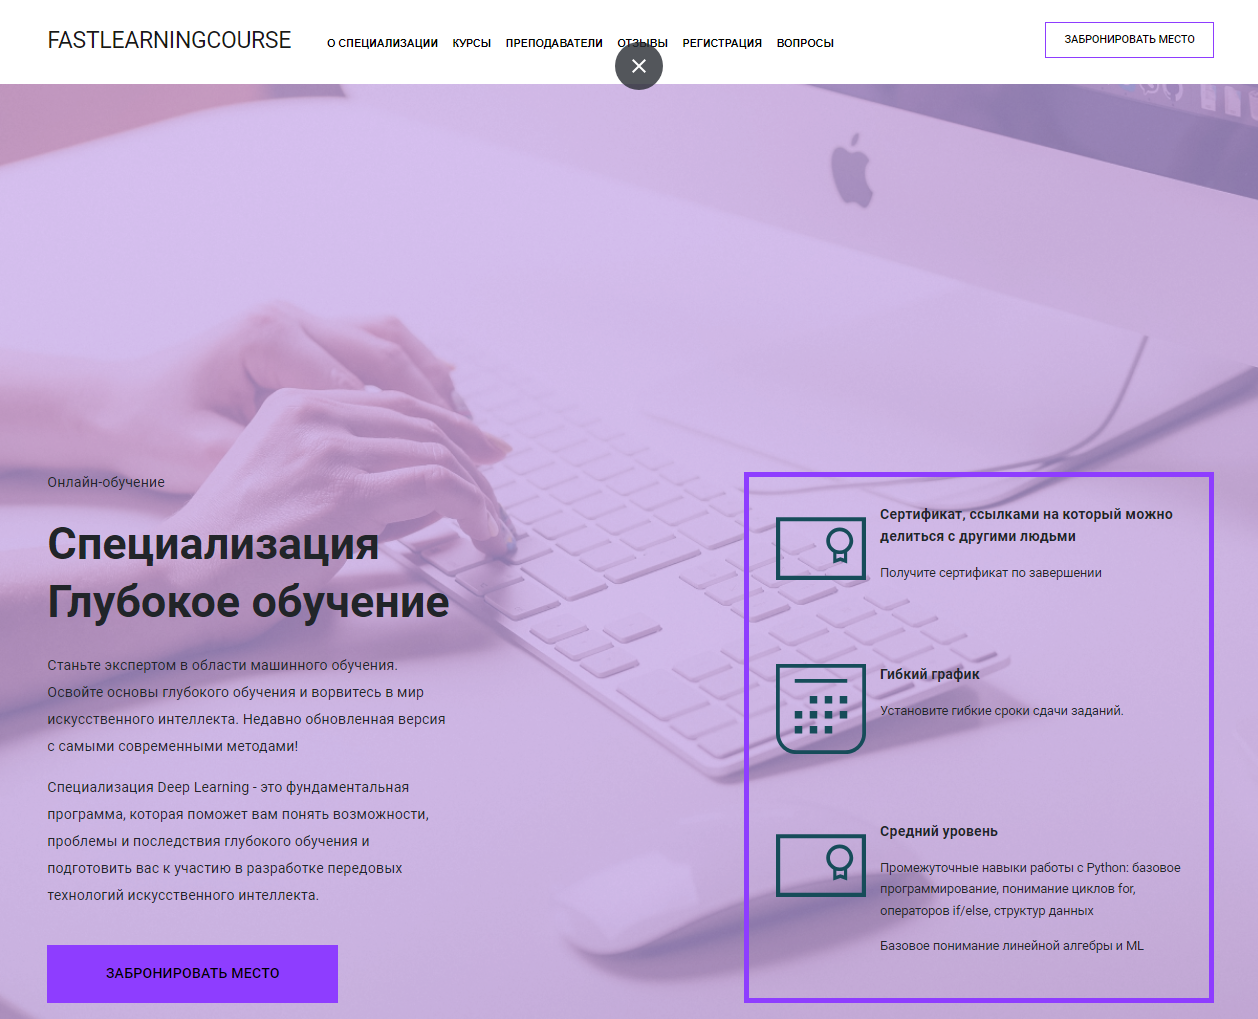 FASTLEARNINGCOURSE
О СПЕЦИАЛИЗАЦИИ КУРСЫ ПРЕПОДАВАТЕЛИ ОТЗЫВЫ РЕГИСТРАЦИЯ ВОПРОСЫ
ЗАБРОНИРОВАТЬ МЕСТО
Онлайн-обучение
Специализация
Глубокое обучение
Станьте экспертом в области машинного обучения.
Освойте основы глубокого обучения и ворвитесь в мир
искусственного интеллекта. Недавно обновленная версия
с самыми современными методами!
Специализация Deep Learning - это фундаментальная
программа, которая поможет вам понять возможности,
проблемы и последствия глубокого обучения и
подготовить вас к участию в разработке передовых
технологий искусственного интеллекта.
ЗАБРОНИРОВАТЬ МЕСТО
Сертификат, ссылками на который можно
делиться с другими людьми
Получите сертификат по завершении
Гибкий график
Установите гибкие сроки сдачи заданий.
Средний уровень
Промежуточные навыки работы с Python: базовое
программирование, понимание циклов for,
операторов if/else, структур данных
Базовое понимание линейной алгебры и ML